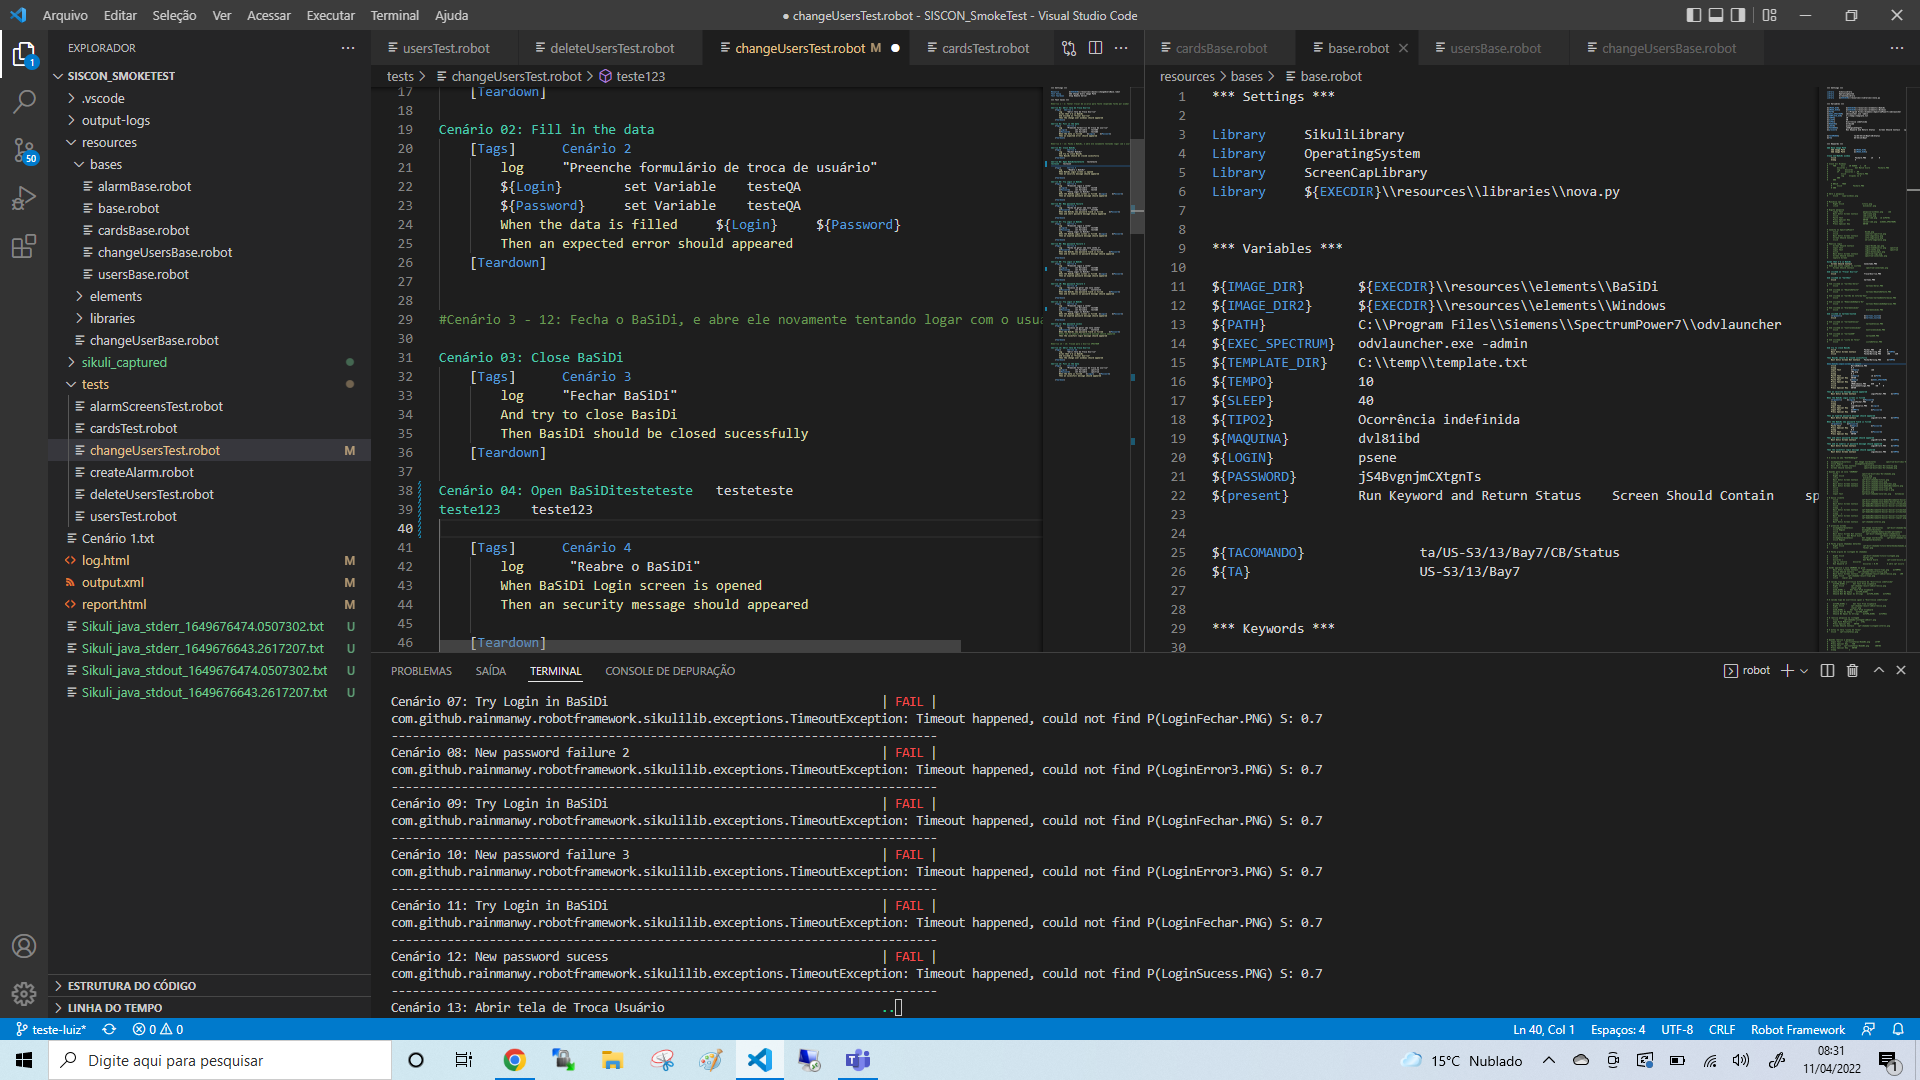 Arquivo Editar Seleção Ver Acessar Executar Terminal Ajuda
● changeUsersTest.robot - SISCON_SmokeTest - Visual Studio Code
EXPLORADOR
SISCON_SMOKETEST
.vscode
output-logs
resources
bases
alarmBase.robot
base.robot
cardsBase.robot
changeUsersBase.robot
usersBase.robot
elements
libraries
changeUserBase.robot
sikuli_captured
tests
alarmScreensTest.robot
cardsTest.robot
changeUsersTest.robot M
createAlarm.robot
deleteUsersTest.robot
usersTest.robot
Cenário 1.txt
log.html M
output.xml M
report.html M
Sikuli_java_stderr_1649676474.0507302.txt U
Sikuli_java_stderr_1649676643.2617207.txt U
Sikuli_java_stdout_1649676474.0507302.txt U
Sikuli_java_stdout_1649676643.2617207.txt U
ESTRUTURA DO CÓDIGO
LINHA DO TEMPO
1
50
usersTest.robot deleteUsersTest.robot changeUsersTest.robot M cardsTest.robot
tests > changeUsersTest.robot > teste123
17 [Teardown]
18
19 Cenário 02: Fill in the data
20 [Tags] Cenário 2
21 log "Preenche formulário de troca de usuário"
22 ${Login} set Variable testeQA
23 ${Password} set Variable testeQA
24 When the data is filled ${Login} ${Password}
25 Then an expected error should appeared
26 [Teardown]
27
28
29 #Cenário 3 - 12: Fecha o BaSiDi, e abre ele novamente tentando logar com o usu
30
31 Cenário 03: Close BaSiDi
32 [Tags] Cenário 3
33 log "Fechar BaSiDi"
34 And try to close BasiDi
35 Then BasiDi should be closed sucessfully
36 [Teardown]
37
38 Cenário 04: Open BaSiDitesteteste testeteste
39 teste123 teste123
40
41 [Tags] Cenário 4
42 log "Reabre o BaSiDi"
43 When BaSiDi Login screen is opened
44 Then an security message should appeared
45
46 [Teardown]
cardsBase.robot base.robot usersBase.robot changeUsersBase.robot
resources > bases > base.robot
1 *** Settings ***
2
3 Library SikuliLibrary
4 Library OperatingSystem
5 Library ScreenCapLibrary
6 Library ${EXECDIR}\\resources\\libraries\\nova.py
7
8
9 *** Variables ***
10
11 ${IMAGE_DIR} ${EXECDIR}\\resources\\elements\\BaSiDi
12 ${IMAGE_DIR2} ${EXECDIR}\\resources\\elements\\Windows
13 ${PATH} C:\\Program Files\\Siemens\\SpectrumPower7\\odvlauncher
14 ${EXEC_SPECTRUM} odvlauncher.exe -admin
15 ${TEMPLATE_DIR} C:\\temp\\template.txt
16 ${TEMPO} 10
17 ${SLEEP} 40
18 ${TIPO2} Ocorrência indefinida
19 ${MAQUINA} dvl81ibd
20 ${LOGIN} psene
21 ${PASSWORD} jS4BvgnjmCXtgnTs
22 ${present} Run Keyword and Return Status Screen Should Contain sp
23
24
25 ${TACOMANDO} ta/US-S3/13/Bay7/CB/Status
26 ${TA} US-S3/13/Bay7
27
28
29 *** Keywords ***
30
PROBLEMAS SAÍDA TERMINAL CONSOLE DE DEPURAÇÃO
robot
Cenário 07: Try Login in BaSiDi | FAIL |
com.github.rainmanwy.robotframework.sikulilib.exceptions.TimeoutException: Timeout happened, could not find P(LoginFechar.PNG) S: 0.7
------------------------------------------------------------------------------
Cenário 08: New password failure 2 | FAIL |
com.github.rainmanwy.robotframework.sikulilib.exceptions.TimeoutException: Timeout happened, could not find P(LoginError3.PNG) S: 0.7
------------------------------------------------------------------------------
Cenário 09: Try Login in BaSiDi | FAIL |
com.github.rainmanwy.robotframework.sikulilib.exceptions.TimeoutException: Timeout happened, could not find P(LoginFechar.PNG) S: 0.7
------------------------------------------------------------------------------
Cenário 10: New password failure 3 | FAIL |
com.github.rainmanwy.robotframework.sikulilib.exceptions.TimeoutException: Timeout happened, could not find P(LoginError3.PNG) S: 0.7
------------------------------------------------------------------------------
Cenário 11: Try Login in BaSiDi | FAIL |
com.github.rainmanwy.robotframework.sikulilib.exceptions.TimeoutException: Timeout happened, could not find P(LoginFechar.PNG) S: 0.7
------------------------------------------------------------------------------
Cenário 12: New password sucess | FAIL |
com.github.rainmanwy.robotframework.sikulilib.exceptions.TimeoutException: Timeout happened, could not find P(LoginSucess.PNG) S: 0.7
------------------------------------------------------------------------------
Cenário 13: Abrir tela de Troca Usuário ..
teste-luiz* 0 0
Ln 40, Col 1 Espaços: 4 UTF-8 CRLF Robot Framework
Digite aqui para pesquisar
15°C Nublado
08:31
11/04/2022
1